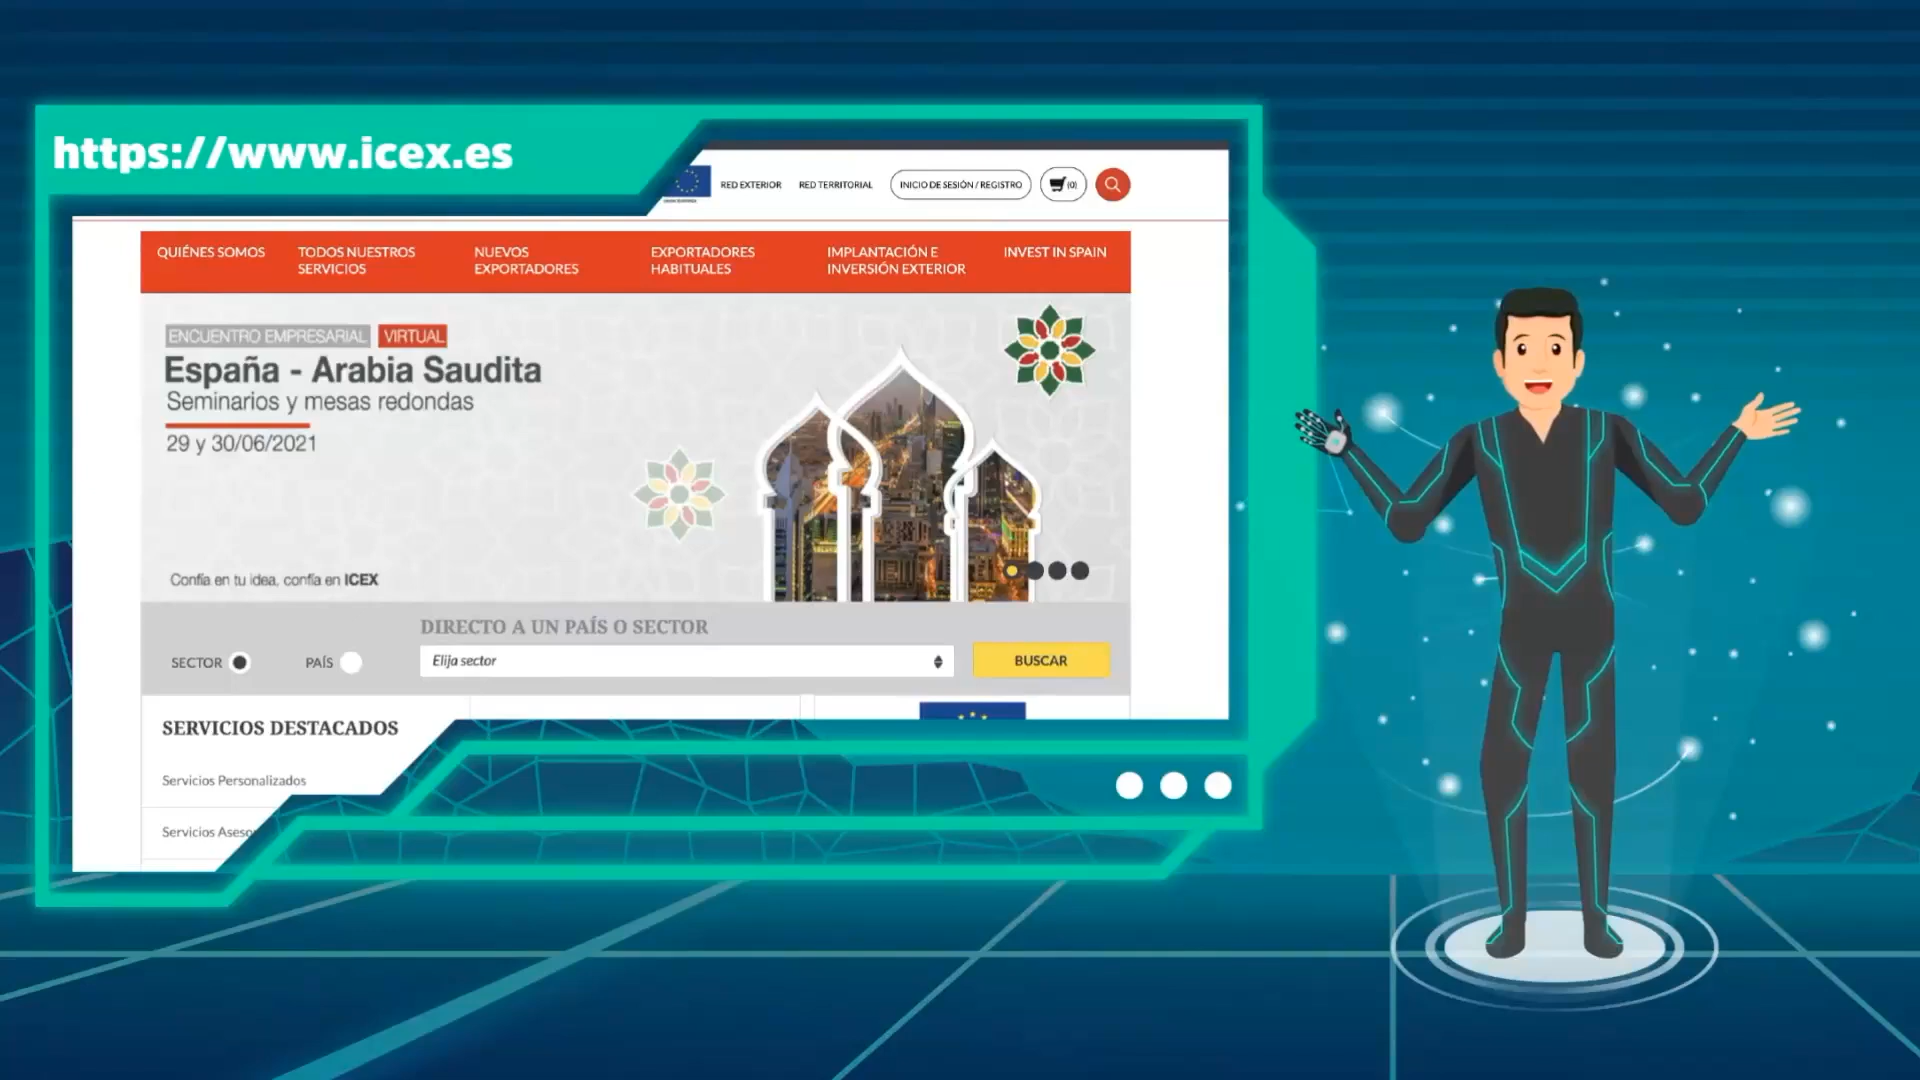 https://www.icex.es
RED EXTERIOR
RED TERRITORIAL
INICIO DE SESIÓN / REGISTRO
(0)
QUIÉNES SOMOS
TODOS NUESTROS
SERVICIOS
NUEVOS
EXPORTADORES
EXPORTADORES
HABITUALES
IMPLANTACIÓN E
INVERSIÓN EXTERIOR
INVEST IN SPAIN
ENCUENTRO EMPRESARIAL VIRTUAL
España - Arabia Saudita
Seminarios y mesas redondas
29 y 30/06/2021
Confía en tu idea, confía en ICEX
DIRECTO A UN PAÍS O SECTOR
SECTOR
PAÍS
Elija sector
BUSCAR
SERVICIOS DESTACADOS
Servicios Personalizados
Servicios